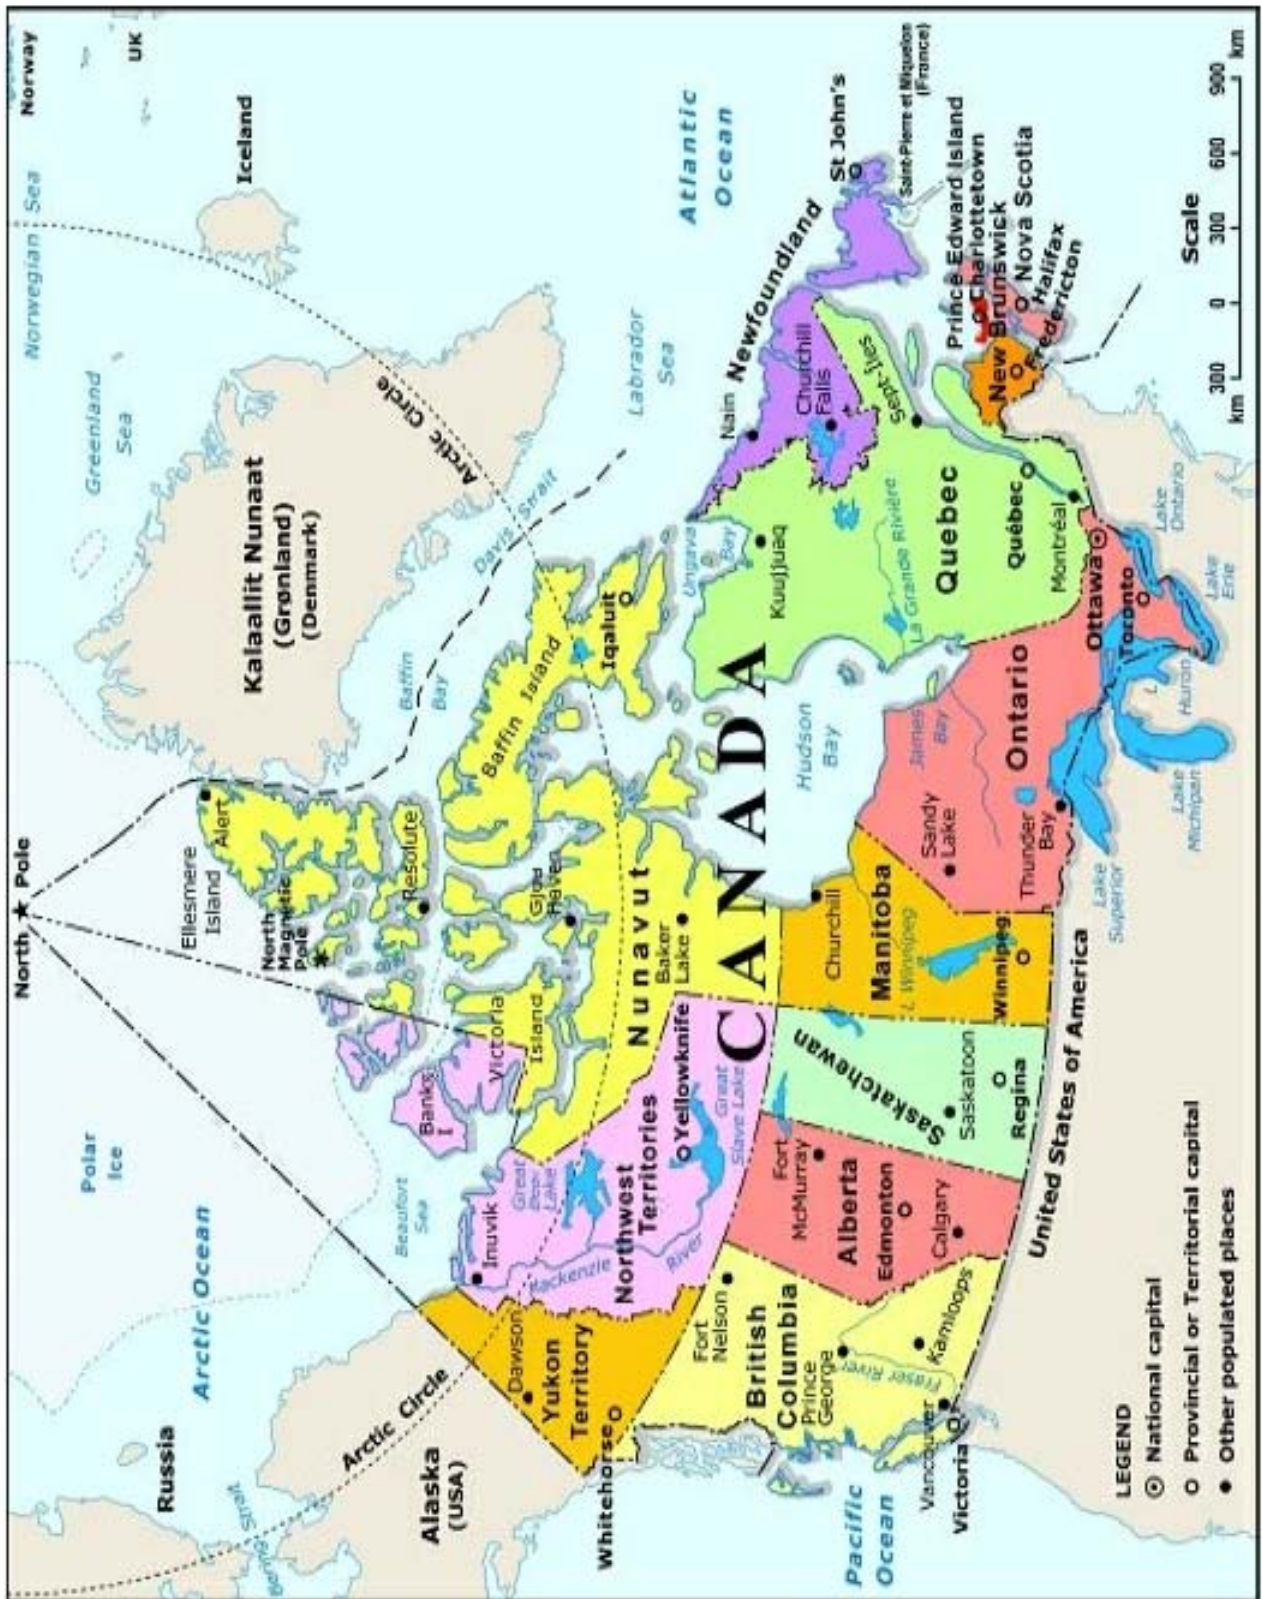 North Pole
Norwegian Sea
Norway
UK
Iceland
Greenland
Sea
Kalaallit Nunaat
(Grønland)
(Denmark)
Arctic Circle
Polar
Ice
Arctic Ocean
Russia
Bering Strait
Alaska
(USA)
Arctic Circle
Beaufort
Sea
Ellesmere
Island
Alert
North
Magnetic
Pole
Resolute
Baffin
Bay
Davis Strait
Labrador
Sea
Atlantic
Ocean
Banks
I
Victoria
Island
Gjoa
Haven
Baffin Island
Iqaluit
Nunavut
Baker
Lake
Inuvik
Great
Bear
Lake
Mackenzie
River
Northwest
Territories
Yellowknife
Great
Slave Lake
Dawson
Yukon
Territory
Whitehorse
CANADA
Hudson
Bay
Ungava
Bay
Kuujjuaq
Nain
Newfoundland
Churchill
Falls
St John's
Saint-Pierre et Miquelon
(France)
Fort
Nelson
British
Columbia
Prince
George
Fraser River
Kamloops
Vancouver
Victoria
Pacific
Ocean
Fort
McMurray
Alberta
Edmonton
Calgary
Saskatchewan
Saskatoon
Regina
Churchill
Manitoba
L. Winnipeg
Winnipeg
James
Bay
Sandy
Lake
Ontario
Thunder
Bay
Ottawa
Toronto
La Grande Rivière
Quebec
Québec
Montréal
Sept-Îles
Prince Edward Island
Charlottetown
New Brunswick
Nova Scotia
Halifax
Fredericton
Lake
Superior
Lake
Michipan
L
Huron
Lake
Erie
Lake
Ontario
United States of America
LEGEND
National capital
Provincial or Territorial capital
Other populated places
Scale
km 300 0 300 600 900 km